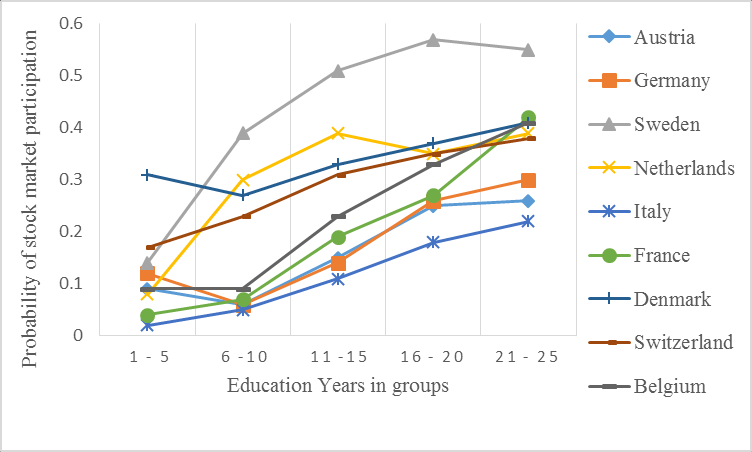 Probability of stock market participation
0.6
0.5
0.4
0.3
0.2
0.1
0
1 - 5
6 -10
11 -15
16 - 20
21 - 25
Education Years in groups
Austria
Germany
Sweden
Netherlands
Italy
France
Denmark
Switzerland
Belgium